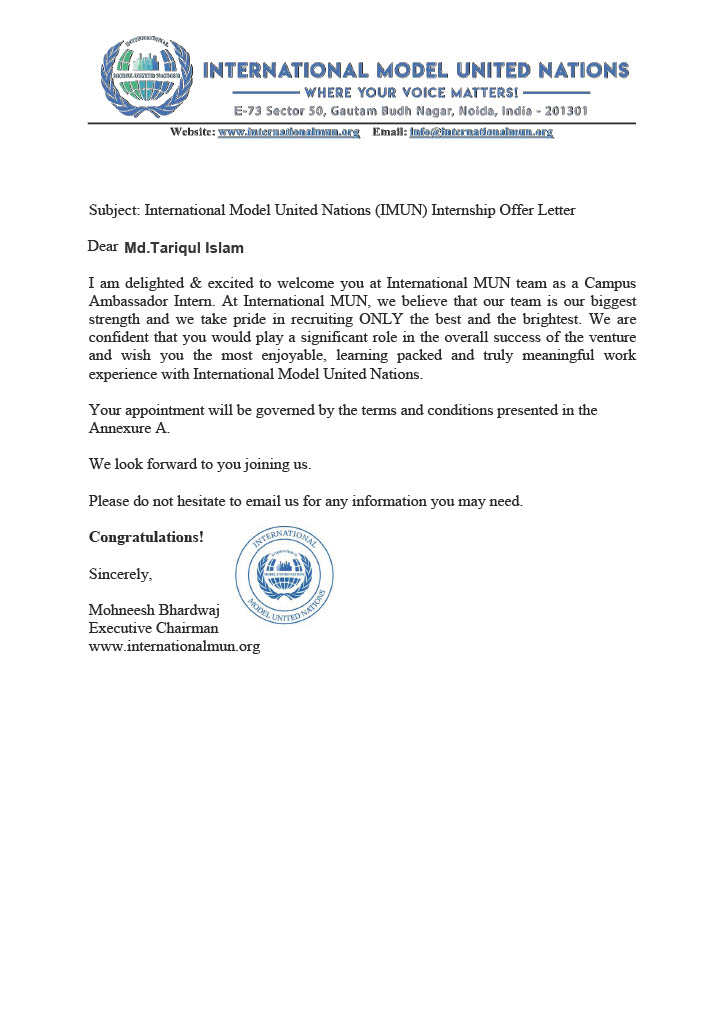 INTERNATIONAL
MODEL UNITED NATIONS
INTERNATIONAL MODEL UNITED NATIONS
WHERE YOUR VOICE MATTERS!
E-73 Sector 50, Gautam Budh Nagar, Noida, India - 201301
Website: www.internationalmun.org Email: info@internationalmun.org
Subject: International Model United Nations (IMUN) Internship Offer Letter
Dear Md.Tariqul Islam
I am delighted & excited to welcome you at International MUN team as a Campus
Ambassador Intern. At International MUN, we believe that our team is our biggest
strength and we take pride in recruiting ONLY the best and the brightest. We are
confident that you would play a significant role in the overall success of the venture
and wish you the most enjoyable, learning packed and truly meaningful work
experience with International Model United Nations.
Your appointment will be governed by the terms and conditions presented in the
Annexure A.
We look forward to you joining us.
Please do not hesitate to email us for any information you may need.
Congratulations!
INTERNATIONAL
INTERNATIONAL
MODEL UNITED NATIONS
MODEL UNITED NATIONS
Sincerely,
Mohneesh Bhardwaj
Executive Chairman
www.internationalmun.org